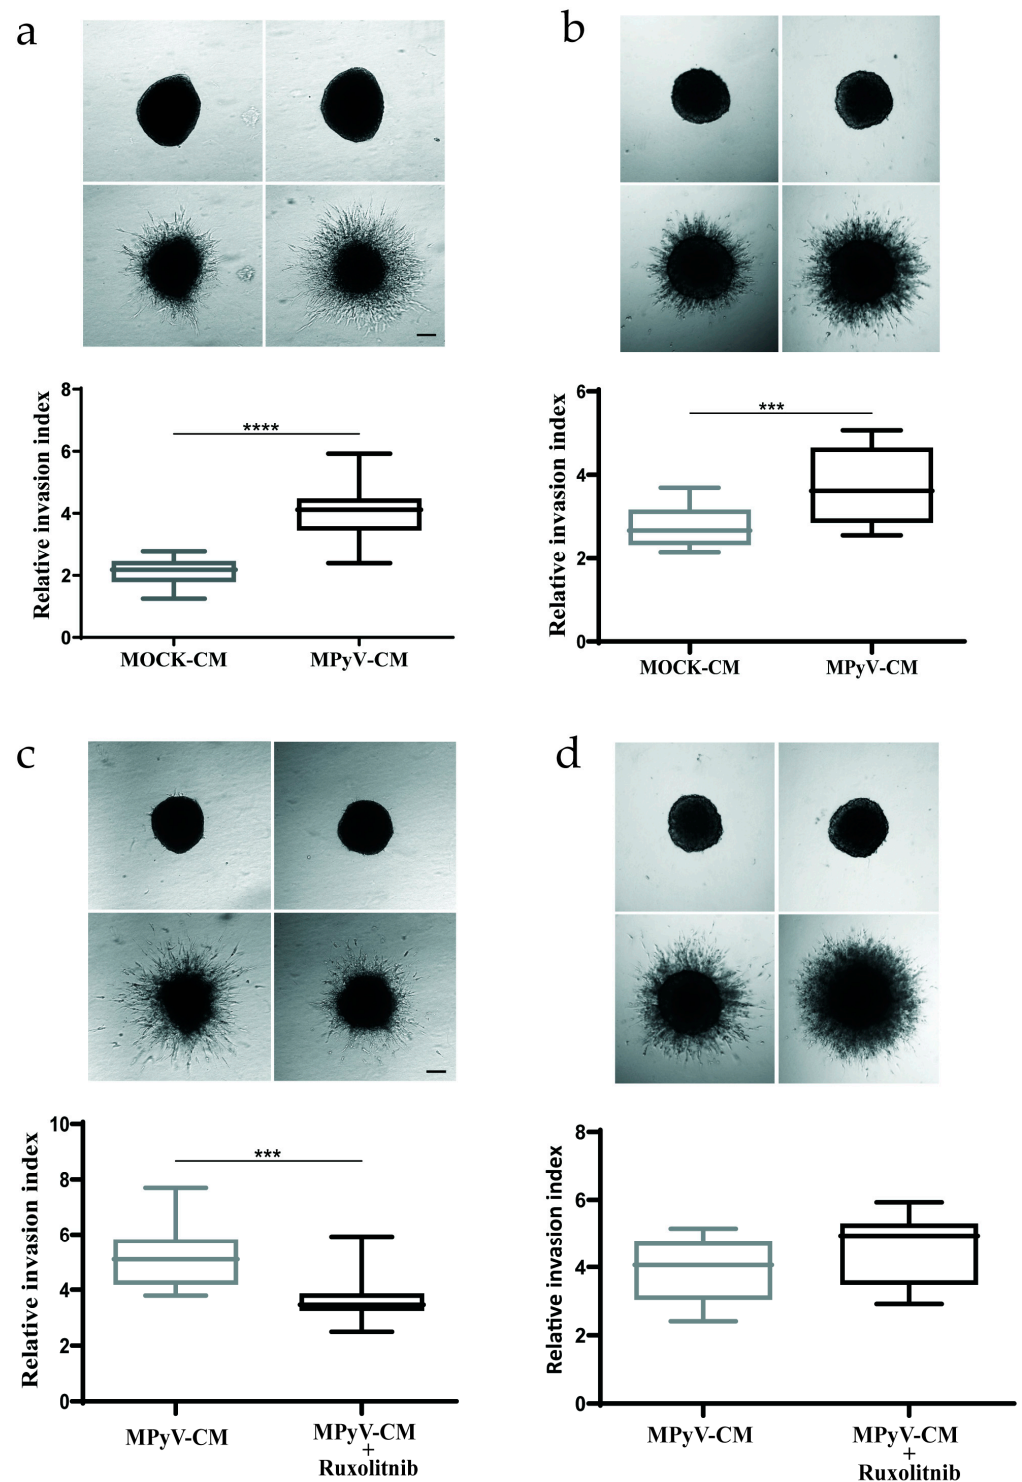 a
b
8
6
4
2
0
Relative invasion index
****
MOCK-CM
MPyV-CM
6
4
2
0
Relative invasion index
***
MOCK-CM
MPyV-CM
c
d
10
8
6
4
2
0
Relative invasion index
***
MPyV-CM
MPyV-CM
+
Ruxolitnib
8
6
4
2
0
Relative invasion index
MPyV-CM
MPyV-CM
+
Ruxolitnib